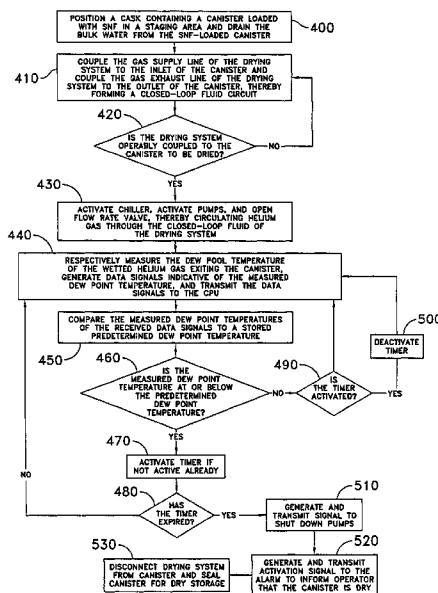 POSITION A CASK CONTAINING A CANISTER LOADED
WITH SNF IN A STAGING AREA AND DRAIN THE
BULK WATER FROM THE SNF-LOADED CANISTER
400
COUPLE THE GAS SUPPLY LINE OF THE DRYING
SYSTEM TO THE INLET OF THE CANISTER AND
COUPLE THE GAS EXHAUST LINE OF THE DRYING
SYSTEM TO THE OUTLET OF THE CANISTER, THEREBY
FORMING A CLOSED-LOOP FLUID CIRCUIT
410
420
IS THE DRYING SYSTEM
OPERABLY COUPLED TO THE
CANISTER TO BE DRIED?
NO
YES
430
ACTIVATE CHILLER, ACTIVATE PUMPS, AND OPEN
FLOW RATE VALVE, THEREBY CIRCULATING HELIUM
GAS THROUGH THE CLOSED-LOOP FLUID OF
THE DRYING SYSTEM
440
RESPECTIVELY MEASURE THE DEW POOL TEMPERATURE
OF THE WETTED HELIUM GAS EXITING THE CANISTER,
GENERATE DATA SIGNALS INDICATIVE OF THE MEASURED
DEW POINT TEMPERATURE, AND TRANSMIT THE DATA
SIGNALS TO THE CPU
COMPARE THE MEASURED DEW POINT TEMPERATURES
OF THE RECEIVED DATA SIGNALS TO A STORED
PREDETERMINED DEW POINT TEMPERATURE
450
460
IS THE
MEASURED DEW POINT
TEMPERATURE AT OR BELOW
THE PREDETERMINED
DEW POINT
TEMPERATURE?
NO
490
IS
THE TIMER
ACTIVATED?
YES
500
DEACTIVATE
TIMER
YES
470
ACTIVATE TIMER IF
NOT ACTIVE ALREADY
480
HAS
THE TIMER
EXPIRED?
NO
YES
510
GENERATE AND
TRANSMIT SIGNAL TO
SHUT DOWN PUMPS
520
GENERATE AND TRANSMIT
ACTIVATION SIGNAL TO THE
ALARM TO INFORM OPERATOR
THAT THE CANISTER IS DRY
530
DISCONNECT DRYING SYSTEM
FROM CANISTER AND SEAL
CANISTER FOR DRY STORAGE